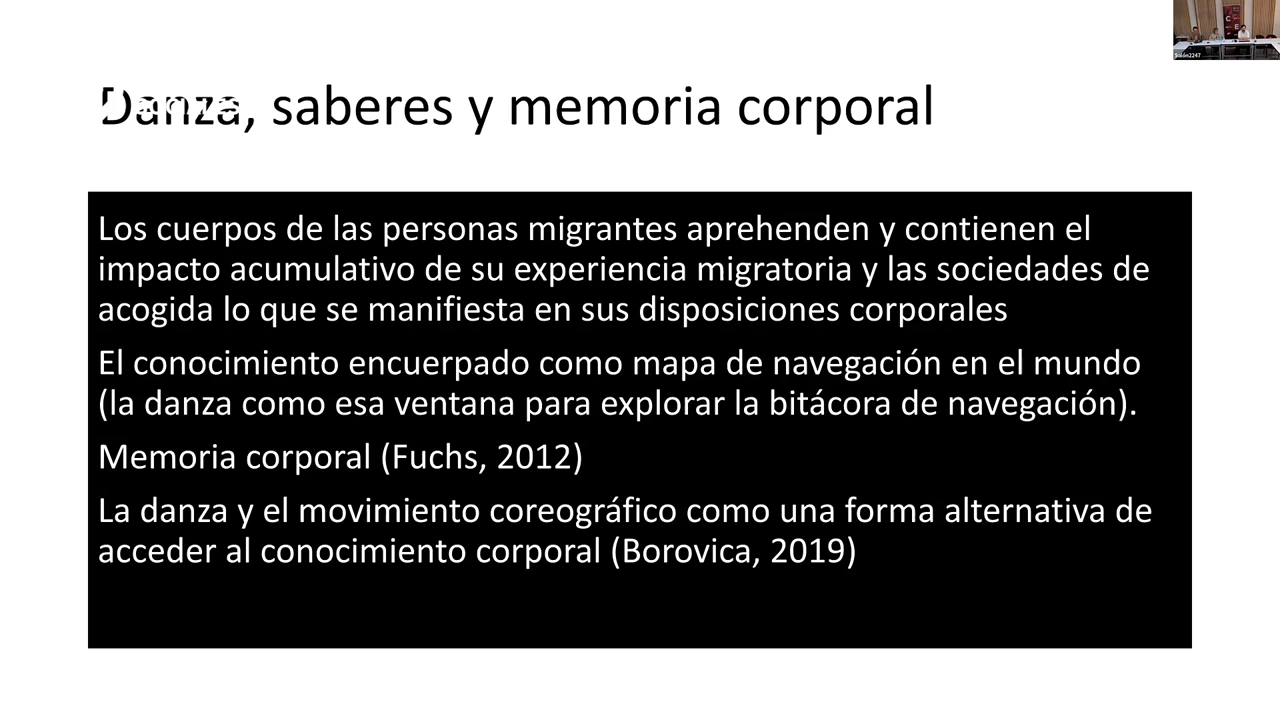 Danza, saberes y memoria corporal
Los cuerpos de las personas migrantes aprehenden y contienen el
impacto acumulativo de su experiencia migratoria y las sociedades de
acogida lo que se manifiesta en sus disposiciones corporales
El conocimiento encuerpado como mapa de navegación en el mundo
(la danza como esa ventana para explorar la bitácora de navegación).
Memoria corporal (Fuchs, 2012)
La danza y el movimiento coreográfico como una forma alternativa de
acceder al conocimiento corporal (Borovica, 2019)